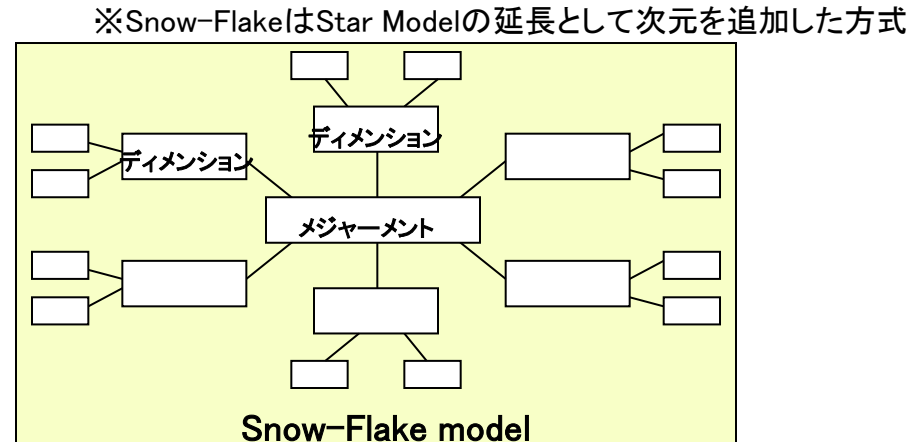 ※Snow-FlakeはStar Modelの延長として次元を追加した方式
ディメンション
ディメンション
メジャーメント
Snow-Flake model